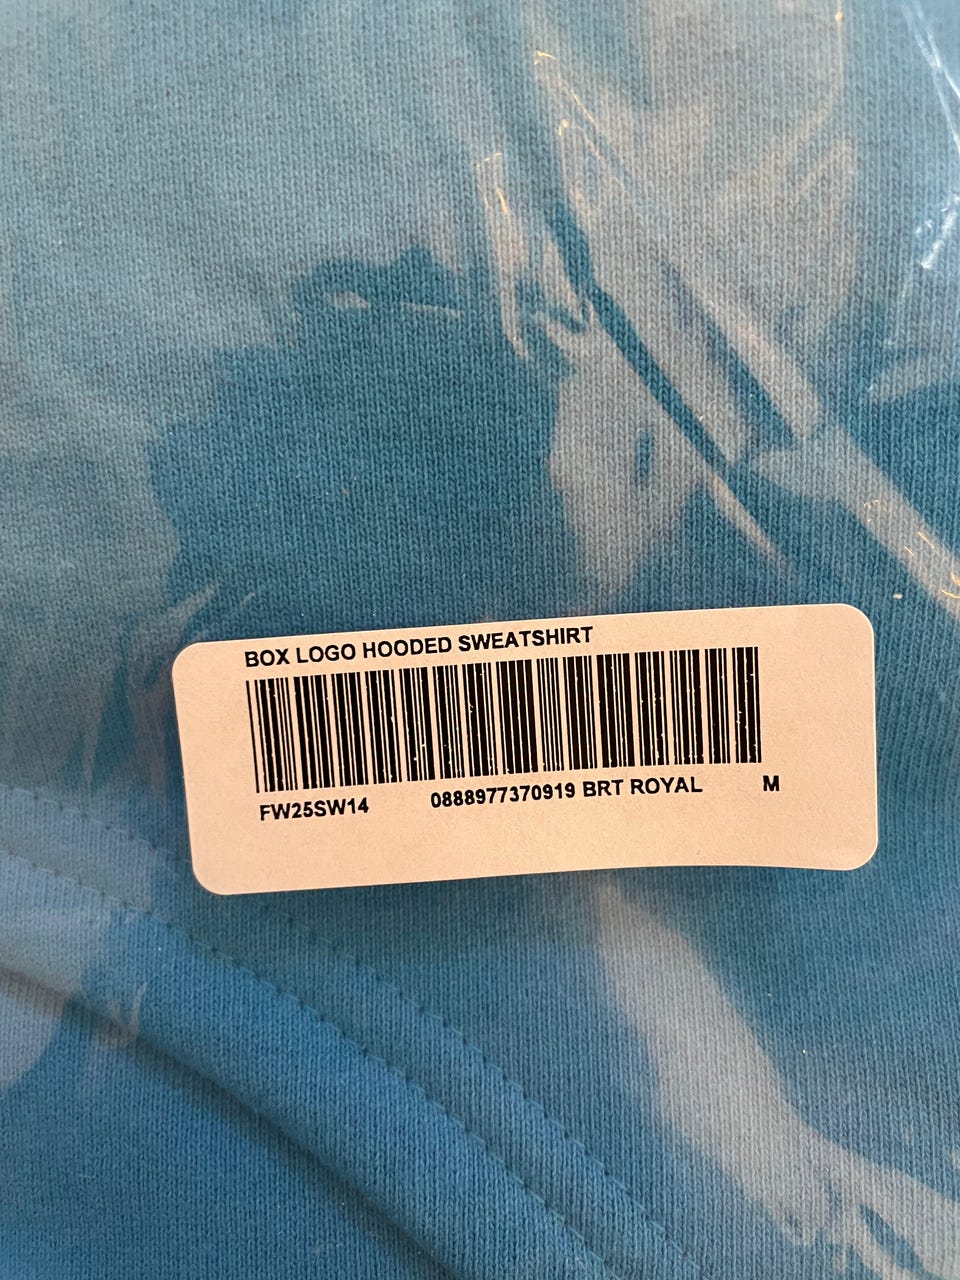 BOX LOGO HOODED SWEATSHIRT
FW25SW14 0888977370919 BRT ROYAL M